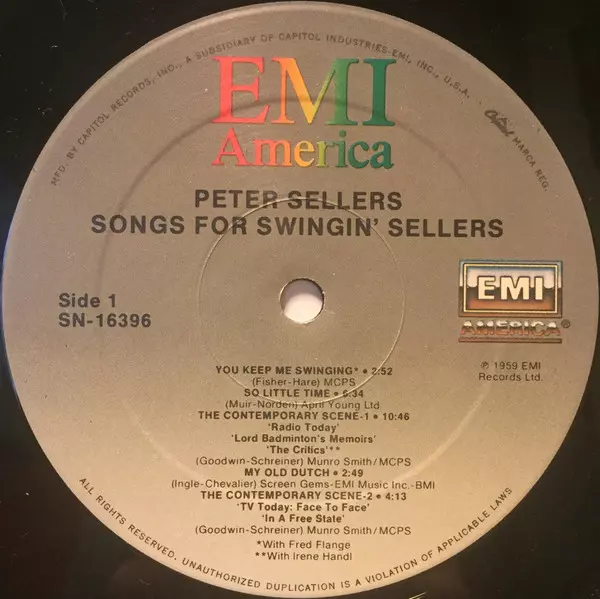 MFD. BY CAPITOL RECORDS, INC., A SUBSIDIARY OF CAPITOL INDUSTRIES-EMI, INC., U.S.A.
Capitol MARCA REG.
EMI
America
PETER SELLERS
SONGS FOR SWINGIN' SELLERS
Side 1
SN-16396
EMI
AMERICA®
℗ 1959 EMI
Records Ltd.
YOU KEEP ME SWINGING* • 2:52
(Fisher-Hare) MCPS
SO LITTLE TIME • 6:34
(Muir-Norden) April Young Ltd.
THE CONTEMPORARY SCENE-1 • 10:46
'Radio Today'
'Lord Badminton's Memoirs'
'The Critics'**
(Goodwin-Schreiner) Munro Smith/MCPS
MY OLD DUTCH • 2:49
(Ingle-Chevalier) Screen Gems-EMI Music Inc.-BMI
THE CONTEMPORARY SCENE-2 • 4:13
'TV Today: Face To Face'
'In A Free State'
(Goodwin-Schreiner) Munro Smith/MCPS
*With Fred Flange
**With Irene Handl
ALL RIGHTS RESERVED. UNAUTHORIZED DUPLICATION IS A VIOLATION OF APPLICABLE LAWS